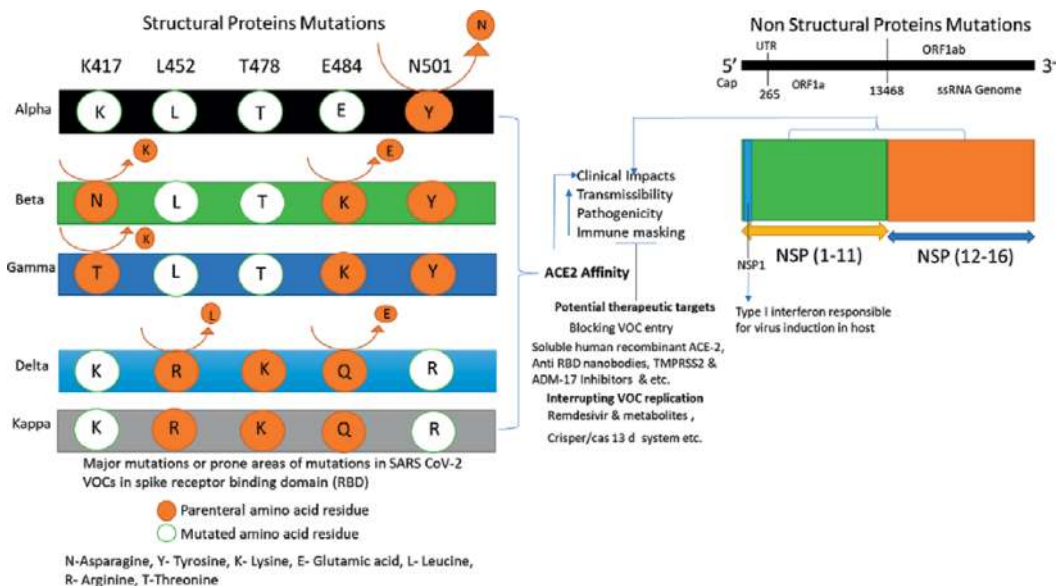 Structural Proteins Mutations
N
K417 L452 T478 E484 N501
Alpha
K L T E Y
K
E
Beta
N L T K Y
K
Gamma
T L T K Y
L
E
Delta
K R K Q R
Kappa
K R K Q R
Major mutations or prone areas of mutations in SARS CoV-2
VOCs in spike receptor binding domain (RBD)
Parenteral amino acid residue
Mutated amino acid residue
N-Asparagine, Y- Tyrosine, K- Lysine, E- Glutamic acid, L- Leucine,
R- Arginine, T-Threonine
Clinical Impacts
Transmissibility
Pathogenicity
Immune masking
ACE2 Affinity
Potential therapeutic targets
Blocking VOC entry
Soluble human recombinant ACE-2,
Anti RBD nanobodies, TMPRSS2 &
ADM-17 Inhibitors & etc.
Interrupting VOC replication
Remdesivir & metabolites ,
Crisper/cas 13 d system etc.
Non Structural Proteins Mutations
UTR
ORF1ab
5' 3'
Cap
265
ORF1a
13468
ssRNA Genome
NSP1
NSP (1-11)
NSP (12-16)
Type I interferon responsible
for virus induction in host